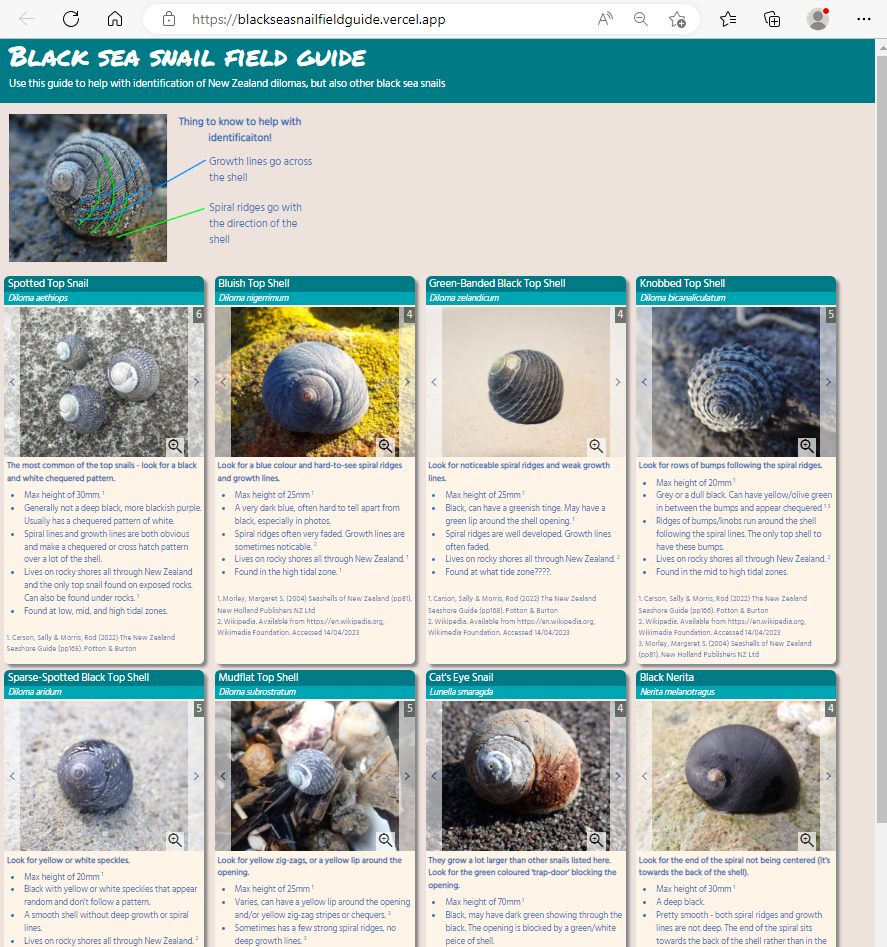 https://blackseasnailfieldguide.vercel.app
Black sea snail field guide
Use this guide to help with identification of New Zealand dilomas, but also other black sea snails
Thing to know to help with
identificaiton!
Growth lines go across
the shell
Spiral ridges go with
the direction of the
shell
Spotted Top Snail
Diloma aethiops
6
The most common of the top snails - look for a black
and white chequered pattern.
Max height of 30mm. 1
Generally not a deep black, more blackish purple.
Usually has a chequered pattern of white.
Spiral lines and growth lines are both obvious
and make a chequered or cross hatch pattern
over a lot of the shell.
Lives on rocky shores all through New Zealand
and the only top snail found on exposed rocks.
Can also be found under rocks. 1
Found at low, mid, and high tidal zones.
1. Carson, Sally & Morris, Rod (2022) The New Zealand
Seashore Guide (pp165). Potton & Burton
Bluish Top Shell
Diloma nigerrimum
4
Look for a blue colour and hard-to-see spiral ridges
and growth lines.
Max height of 25mm 1
A very dark blue, often hard to tell apart from
black, especially in photos.
Spiral ridges often very faded. Growth lines are
sometimes noticable. 2
Lives on rocky shores all through New Zealand. 1
Found in the high tidal zone. 1
1. Morley, Margaret S. (2004) Seashells of New Zealand (pp81).
New Holland Publishers NZ Ltd
2. Wikipedia. Available from https://en.wikipedia.org,
Wikimedia Foundation. Accessed 14/04/2023
Green-Banded Black Top Shell
Diloma zelandicum
4
Look for noticeable spiral ridges and weak growth
lines.
Max height of 25mm 1
Black, can have a greenish tinge. May have a
green lip around the shell opening. 1
Spiral ridges are well developed. Growth lines
often faded.
Lives on rocky shores all through New Zealand. 2
Found at what tide zone????.
1. Carson, Sally & Morris, Rod (2022) The New Zealand
Seashore Guide (pp168). Potton & Burton
2. Wikipedia. Available from https://en.wikipedia.org,
Wikimedia Foundation. Accessed 14/04/2023
Knobbed Top Shell
Diloma bicanaliculatum
5
Look for rows of bumps following the spiral ridges.
Max height of 20mm 1
Grey or a dull black. Can have yellow/olive green
in between the bumps and appear chequered 1 3
Ridges of bumps/knobs run around the shell
following the spiral lines. The only top shell to
have these bumps.
Lives on rocky shores all through New Zealand. 2
Found in the mid to high tidal zones.
1. Carson, Sally & Morris, Rod (2022) The New Zealand
Seashore Guide (pp166). Potton & Burton
2. Wikipedia. Available from https://en.wikipedia.org,
Wikimedia Foundation. Accessed 14/04/2023
3. Morley, Margaret S. (2004) Seashells of New Zealand
(pp81). New Holland Publishers NZ Ltd
Sparse-Spotted Black Top Shell
Diloma aridum
5
Look for yellow or white speckles.
Max height of 20mm 1
Black with yellow or white speckles that appear
random and don't follow a pattern.
A smooth shell without deep growth or spiral
lines.
Lives on rocky shores all through New Zealand. 2
Mudflat Top Shell
Diloma subrostratum
5
Look for yellow zig-zags, or a yellow lip around the
opening.
Max height of 25mm 1
Varies, can have a yellow lip around the opening
and/or yellow zig-zag stripes or chequers. 2
Sometimes has a few strong spiral ridges, no
deep growth lines. 3
Cat's Eye Snail
Lunella smaragda
4
They grow a lot larger than other snails listed here.
Look for the green coloured 'trap-door' blocking the
opening.
Max height of 70mm 1
Black, may have dark green showing through the
black. The opening is blocked by a green/white
peice of shell.
Black Nerita
Nerita melanotragus
4
Look for the end of the spiral not being centered (it's
towards the back of the shell).
Max height of 30mm 1
A deep black.
Pretty smooth - both spiral ridges and growth
lines are not deep. The end of the spiral sits
towards the back of the shell rather than in the